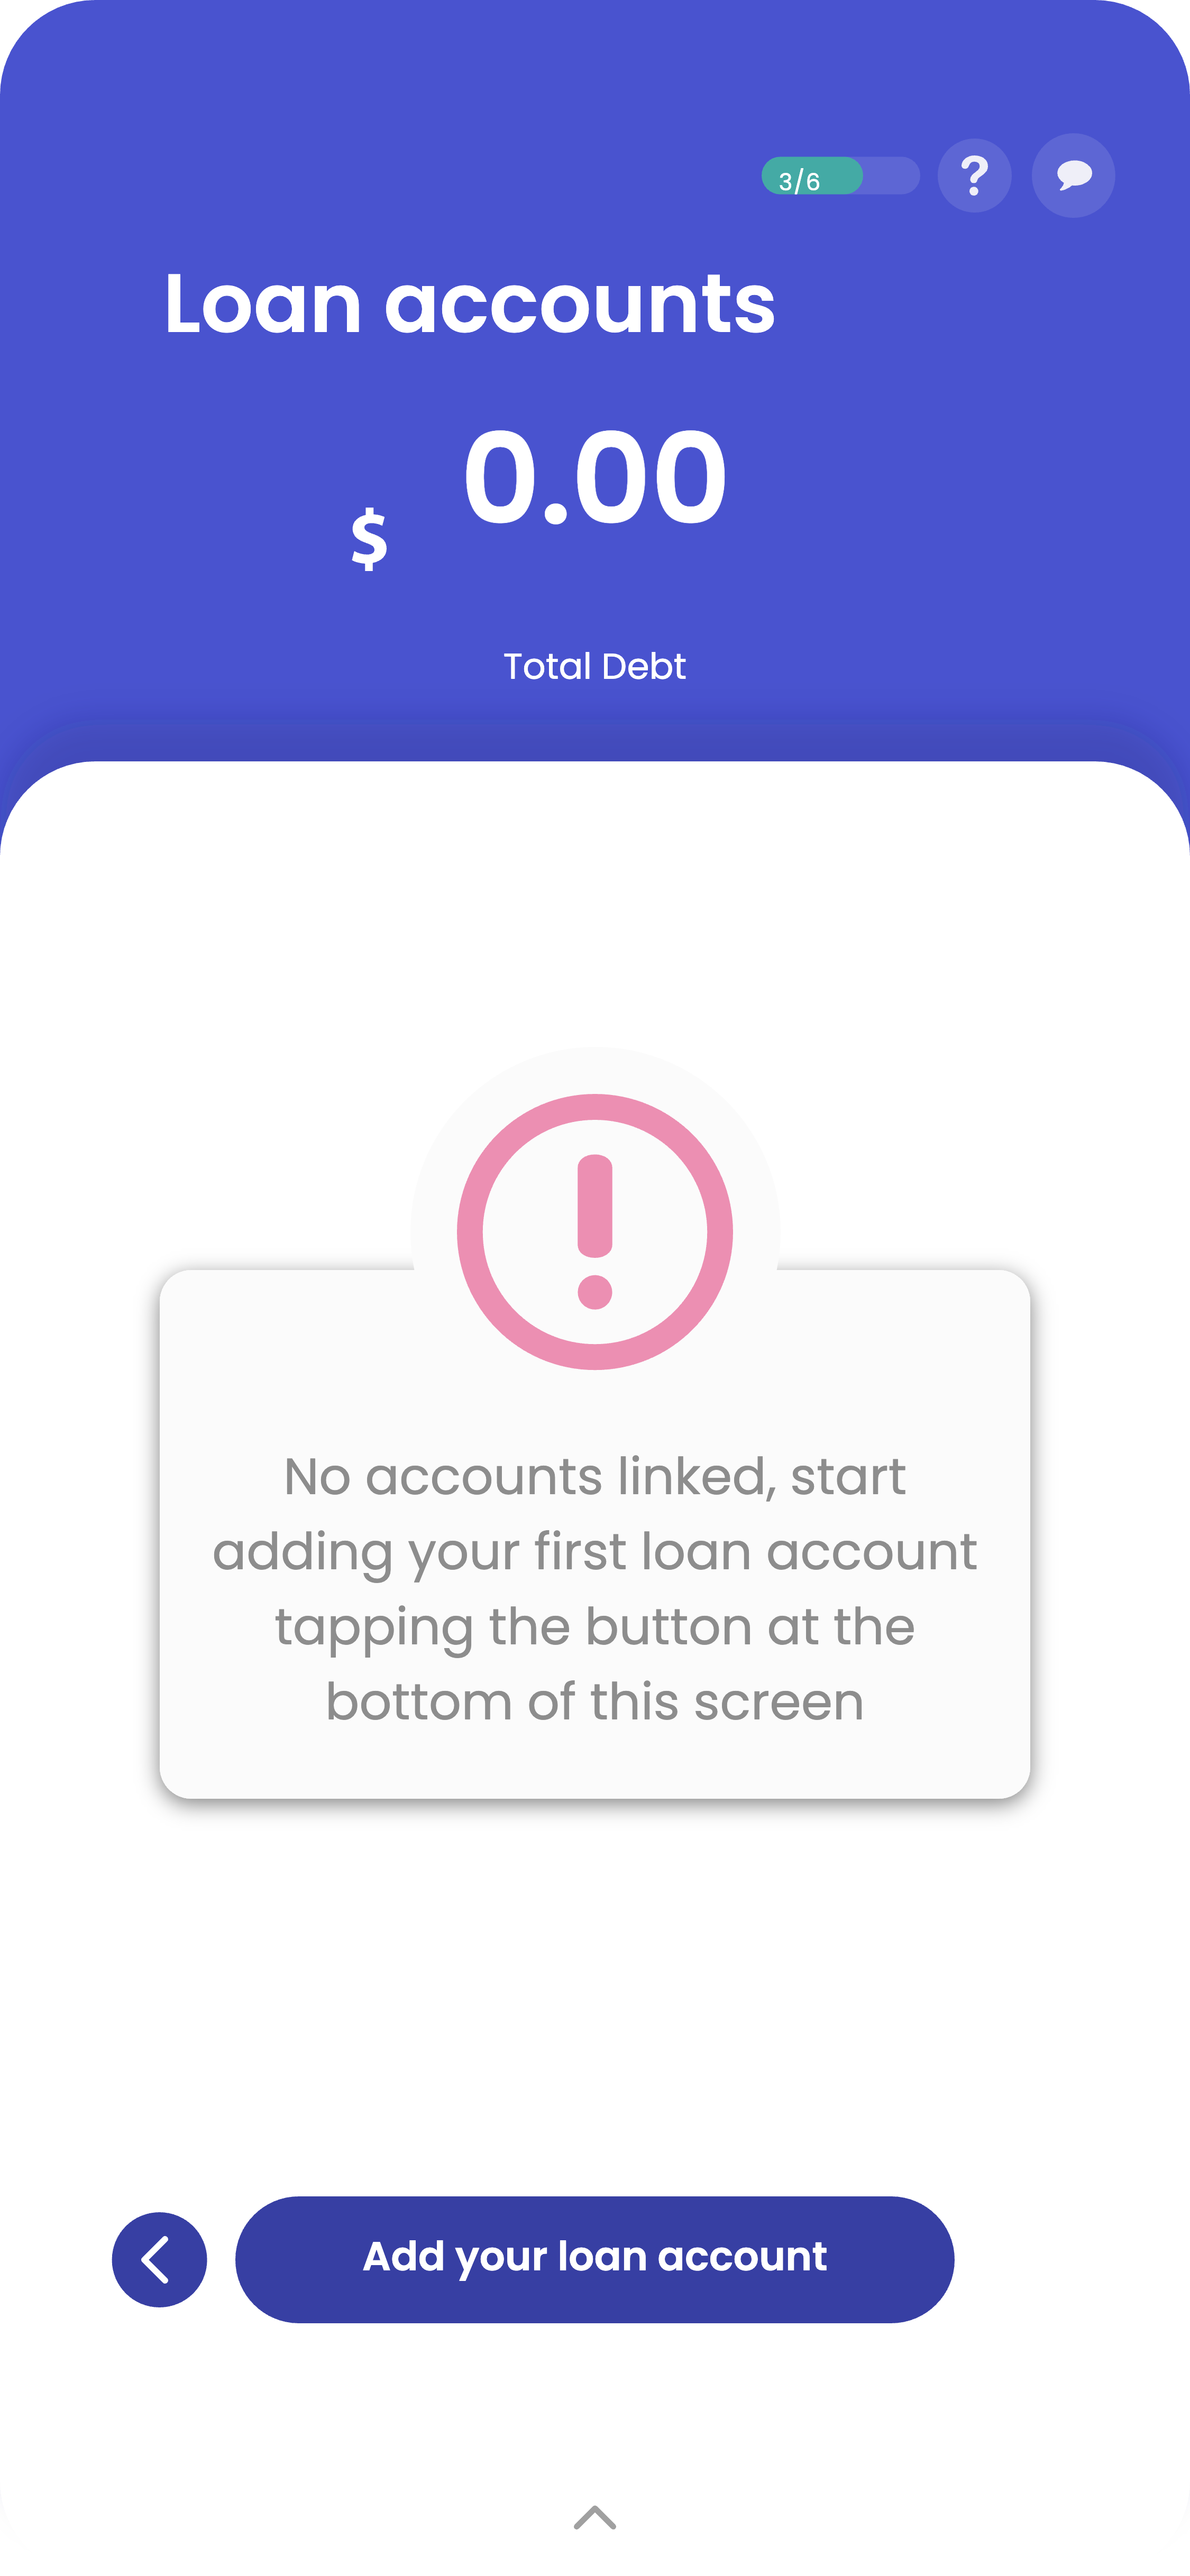 3/6
?
Loan accounts
$ 0.00
Total Debt
No accounts linked, start
adding your first loan account
tapping the button at the
bottom of this screen
Add your loan account